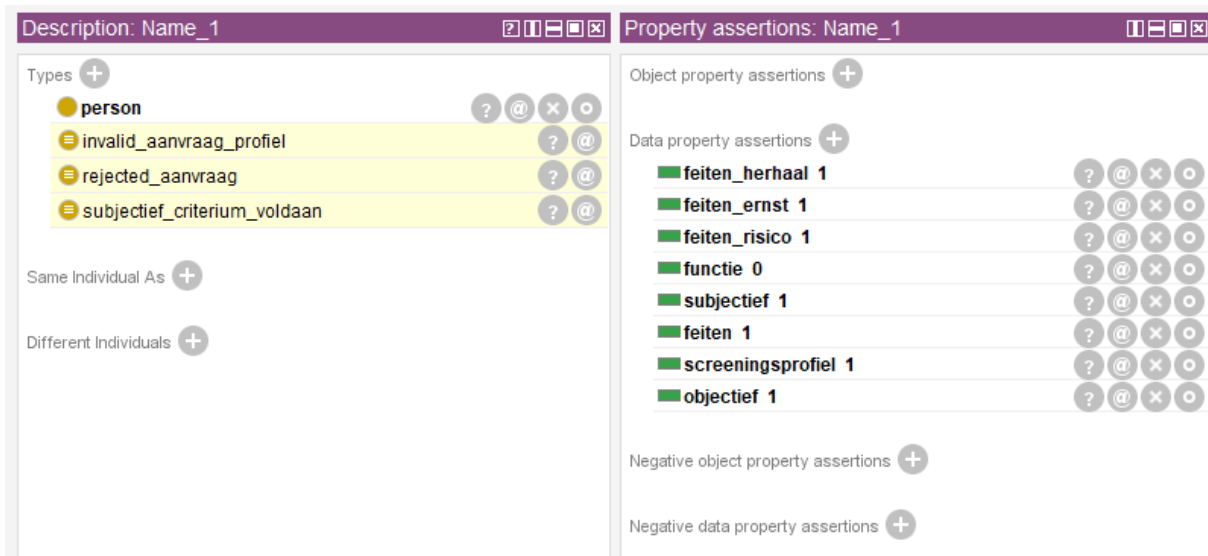 Description: Name_1
Types
person
invalid_aanvraag_profiel
rejected_aanvraag
subjectief_criterium_voldaan
Same Individual As
Different Individuals
Property assertions: Name_1
Object property assertions
Data property assertions
feiten_herhaal 1
feiten_ernst 1
feiten_risico 1
functie 0
subjectief 1
feiten 1
screeningsprofiel 1
objectief 1
Negative object property assertions
Negative data property assertions